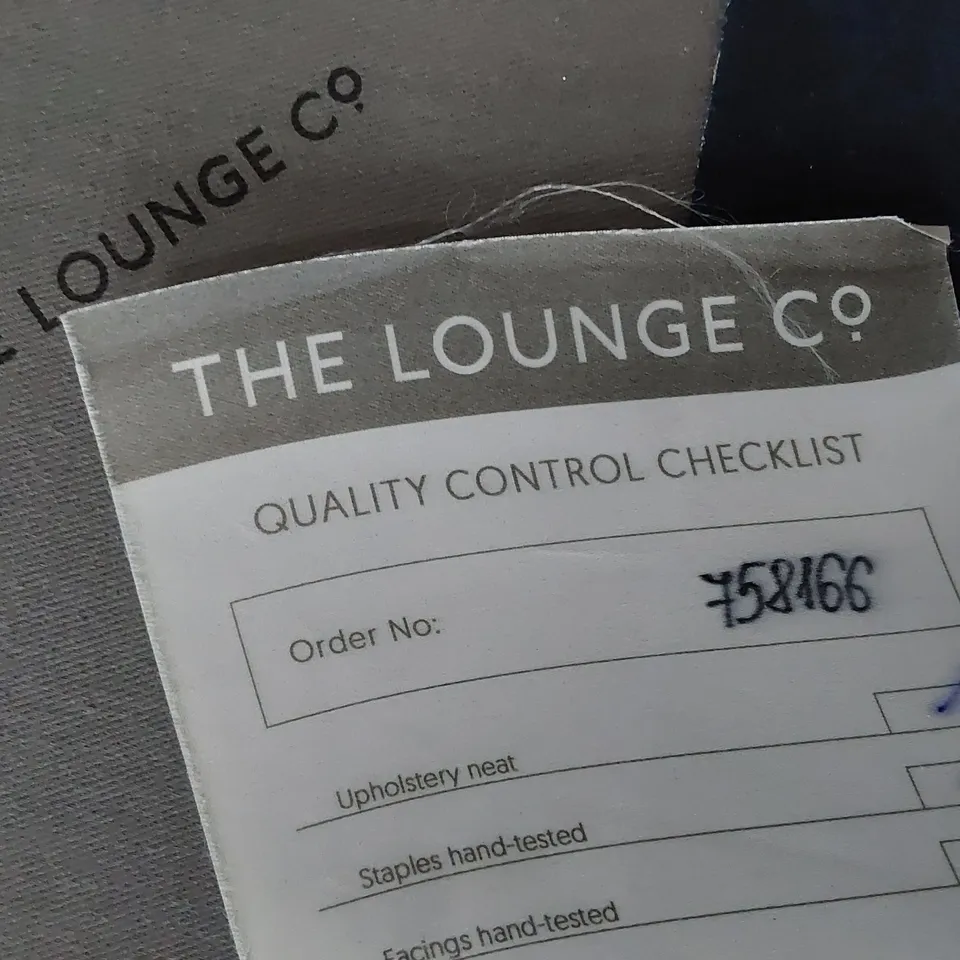 LOUNGE Cº
THE LOUNGE Cº
QUALITY CONTROL CHECKLIST
Order No: 758166
Upholstery neat
Staples hand-tested
Facings hand-tested